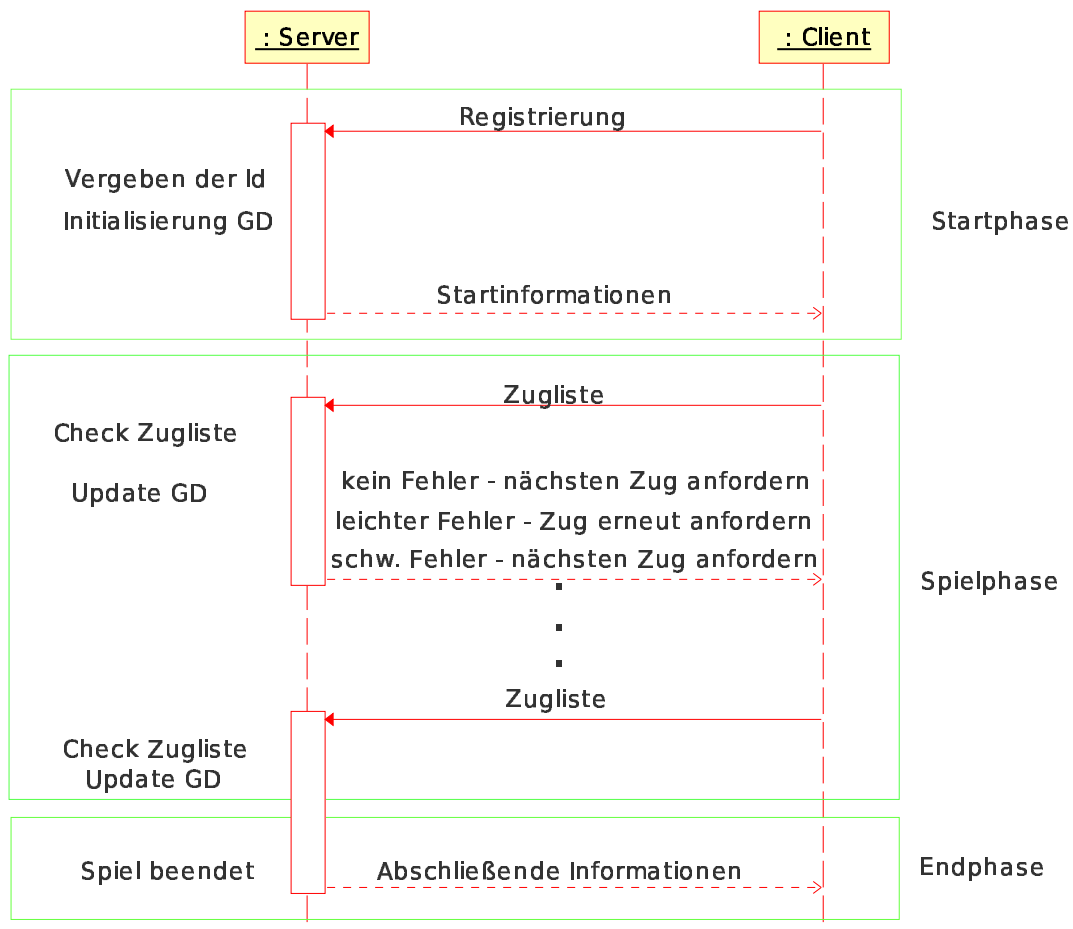 : Server
: Client
Registrierung
Vergeben der Id
Initialisierung GD
Startphase
Startinformationen
Zugliste
Check Zugliste
Update GD
kein Fehler - nächsten Zug anfordern
leichter Fehler - Zug erneut anfordern
schw. Fehler - nächsten Zug anfordern
Spielphase
Zugliste
Check Zugliste
Update GD
Spiel beendet
Abschließende Informationen
Endphase